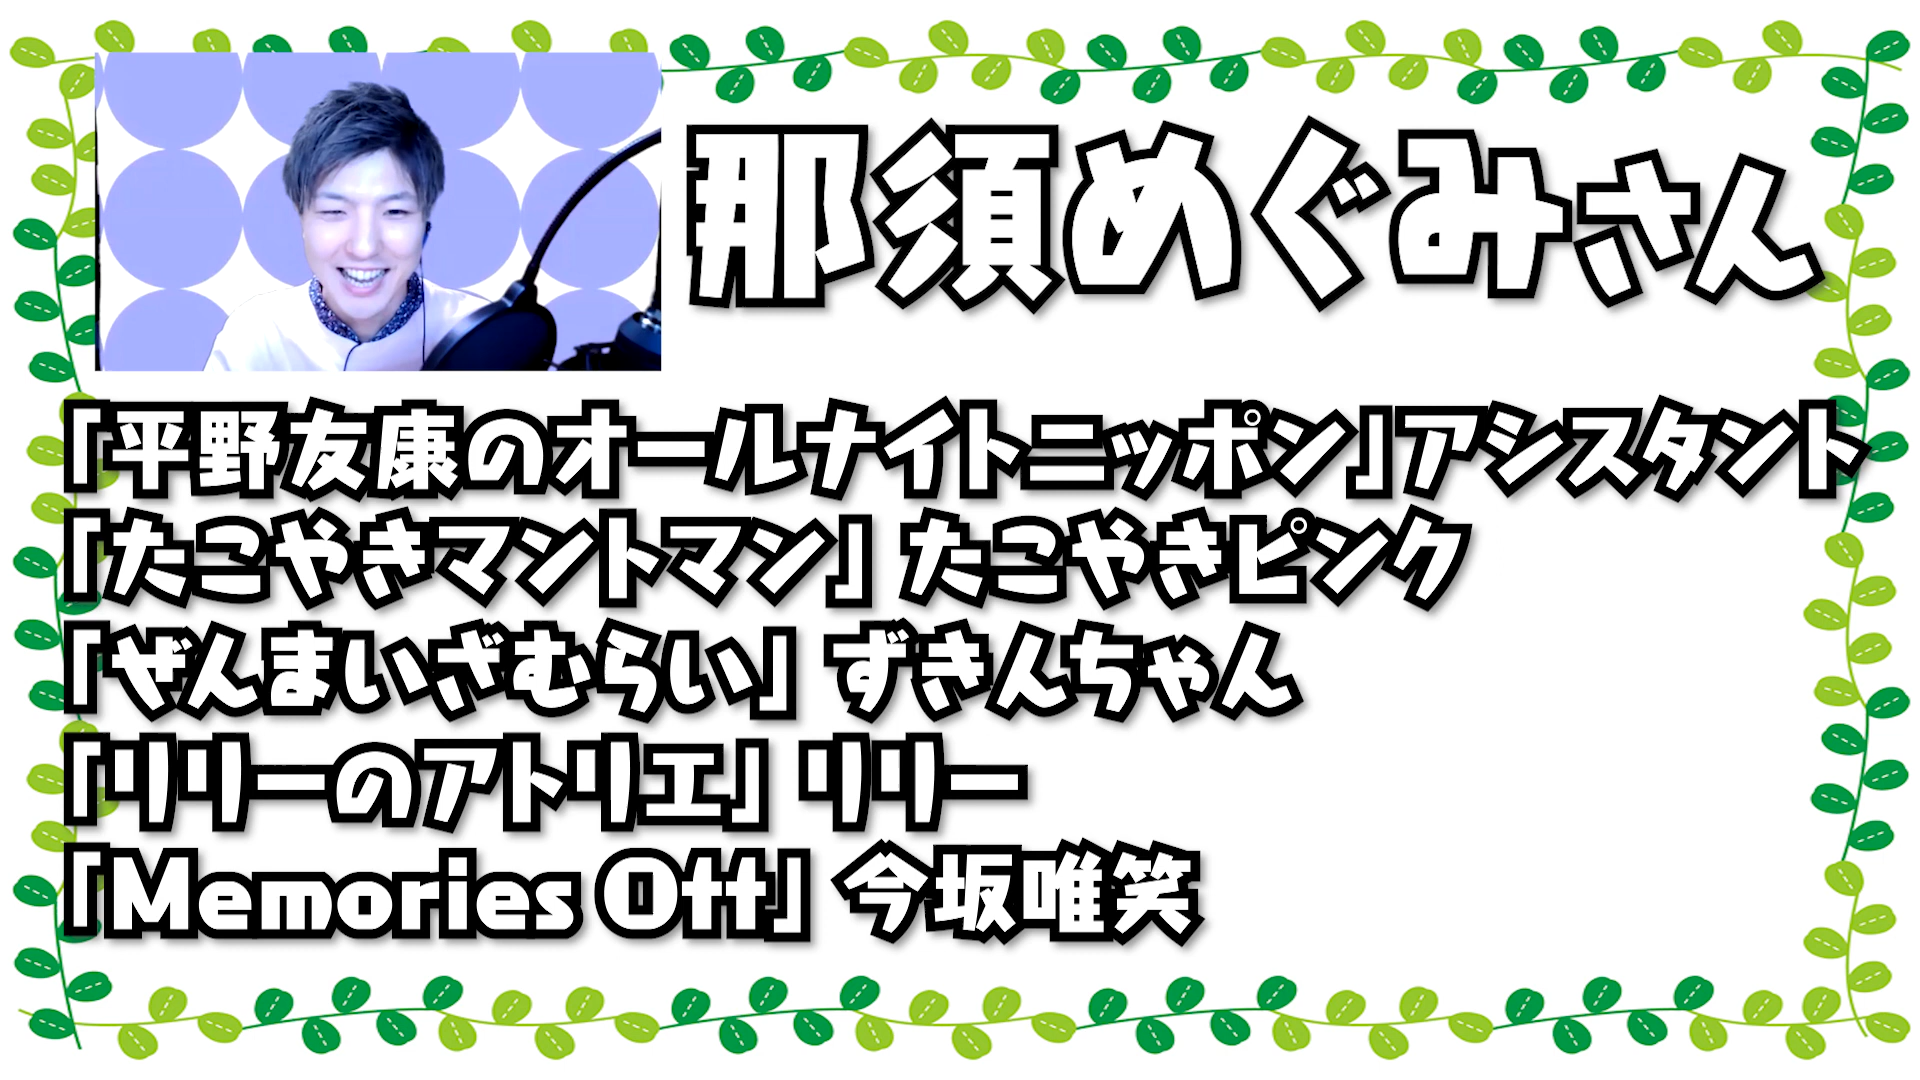 那須めぐみさん
「平野友康のオールナイトニッポン」アシスタント
「たこやきマントマン」たこやきピンク
「ぜんまいざむらい」ずきんちゃん
「リリーのアトリエ」リリー
「Memories Off」今坂唯笑